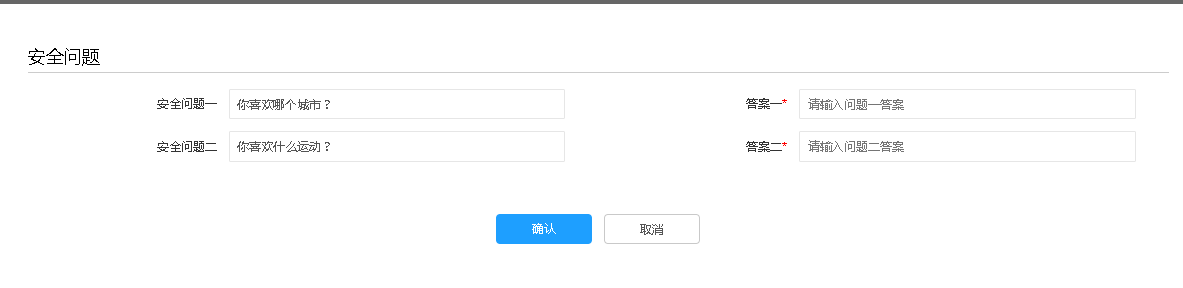 安全问题
安全问题一 你喜欢哪个城市？ 答案一* 请输入问题一答案
安全问题二 你喜欢什么运动？ 答案二* 请输入问题二答案
确认 取消